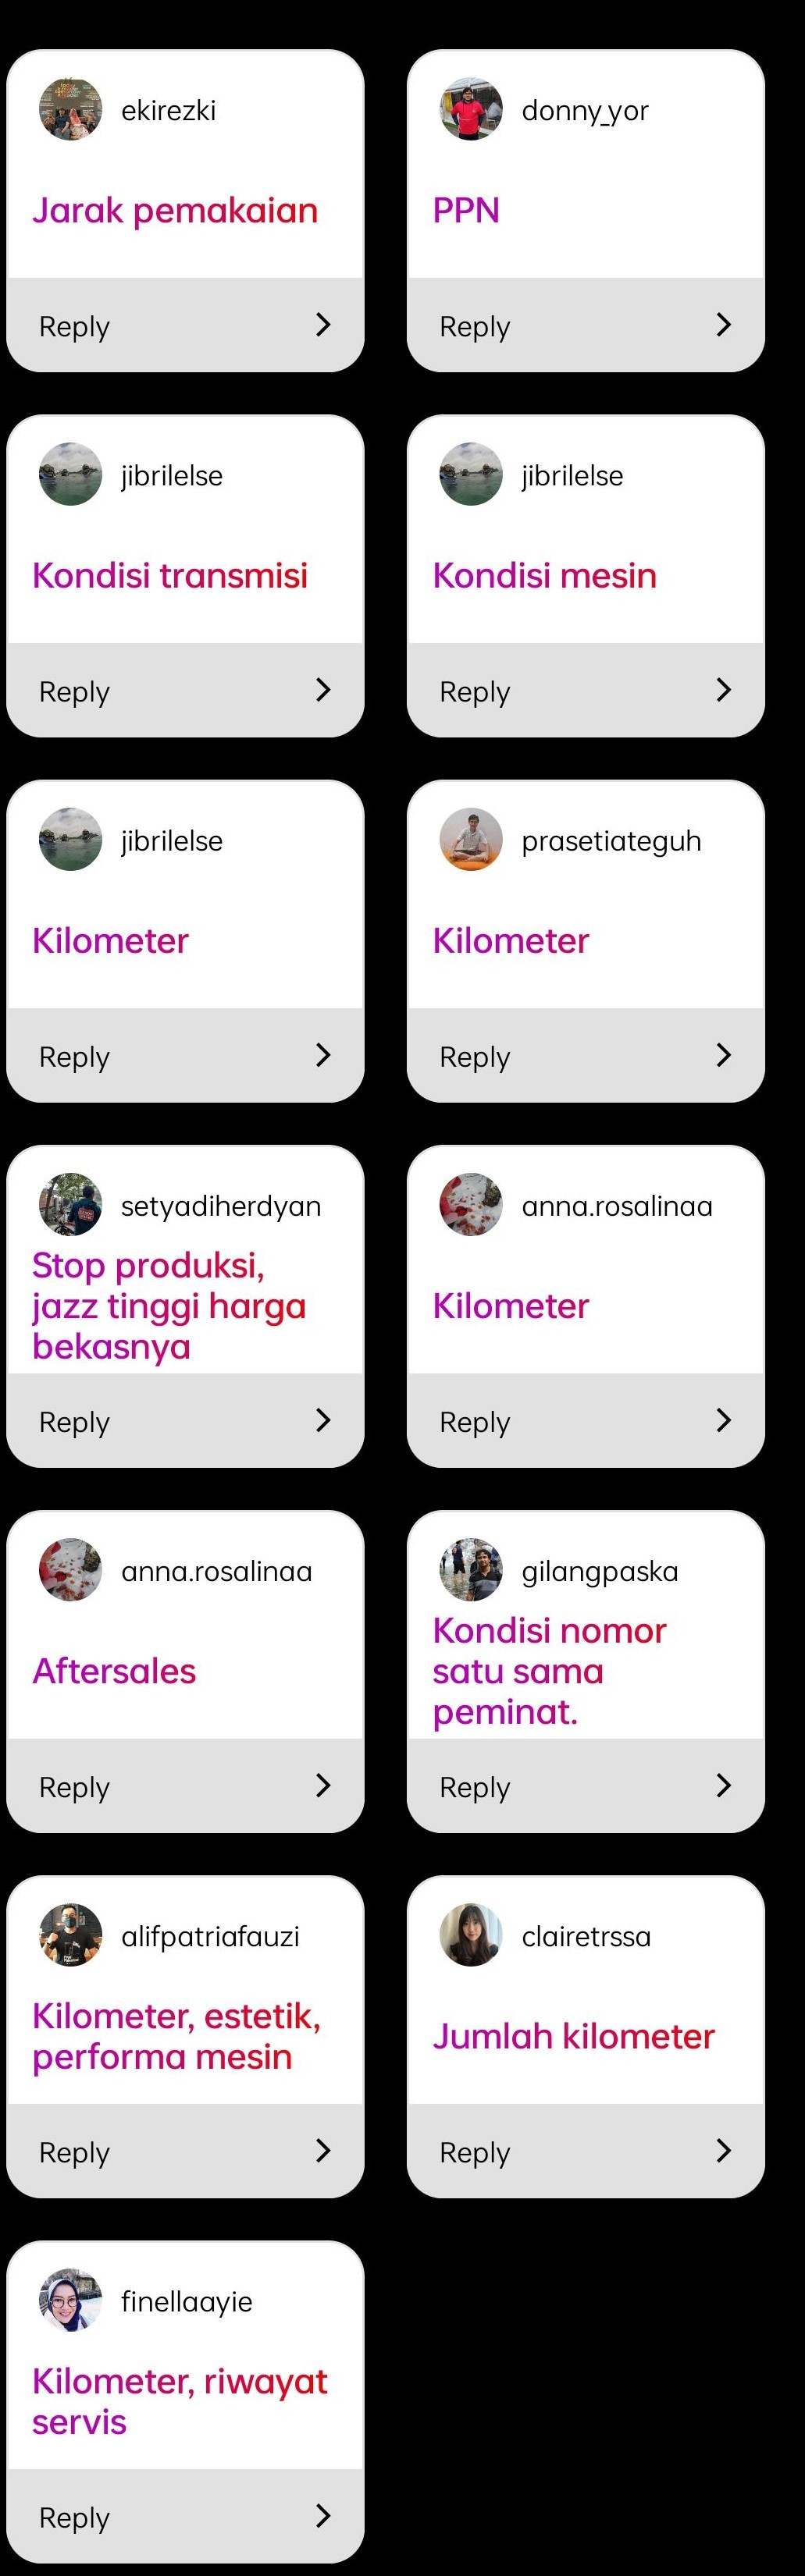 ekirezki
Jarak pemakaian
Reply
donny_yor
PPN
Reply
jibrilelse
Kondisi transmisi
Reply
jibrilelse
Kondisi mesin
Reply
jibrilelse
Kilometer
Reply
prasetiateguh
Kilometer
Reply
setyadiherdyan
Stop produksi,
jazz tinggi harga
bekasnya
Reply
anna.rosalinaa
Kilometer
Reply
anna.rosalinaa
Aftersales
Reply
gilangpaska
Kondisi nomor
satu sama
peminat.
Reply
alifpatriafauzi
Kilometer, estetik,
performa mesin
Reply
clairetrssa
Jumlah kilometer
Reply
finellaayie
Kilometer, riwayat
servis
Reply